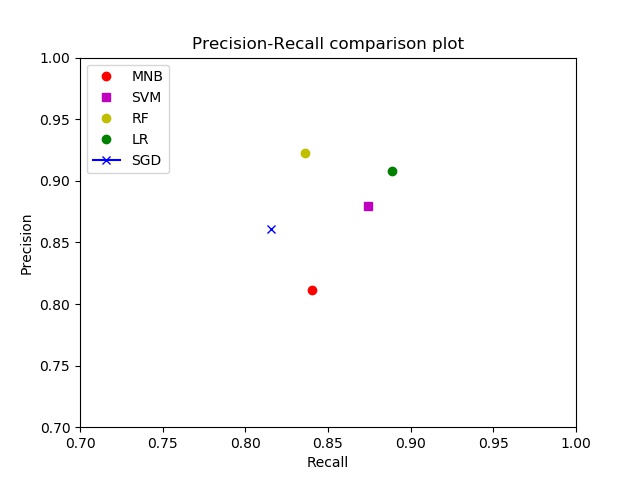 Precision-Recall comparison plot
1.00
0.95
0.90
0.85
0.80
0.75
0.70
Precision
MNB
SVM
RF
LR
SGD
0.70 0.75 0.80 0.85 0.90 0.95 1.00
Recall